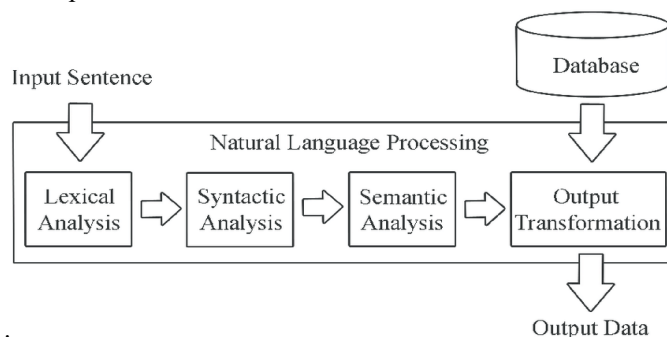 Input Sentence
Database
Natural Language Processing
Lexical
Analysis
Syntactic
Analysis
Semantic
Analysis
Output
Transformation
Output Data
.